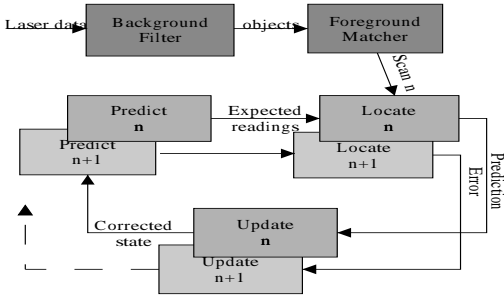 Laser data
Background
Filter
objects
Foreground
Matcher
Scan n
Predict
n
Expected
readings
Locate
n
Predict
n+1
Locate
n+1
Prediction
Error
Corrected
state
Update
n
Update
n+1